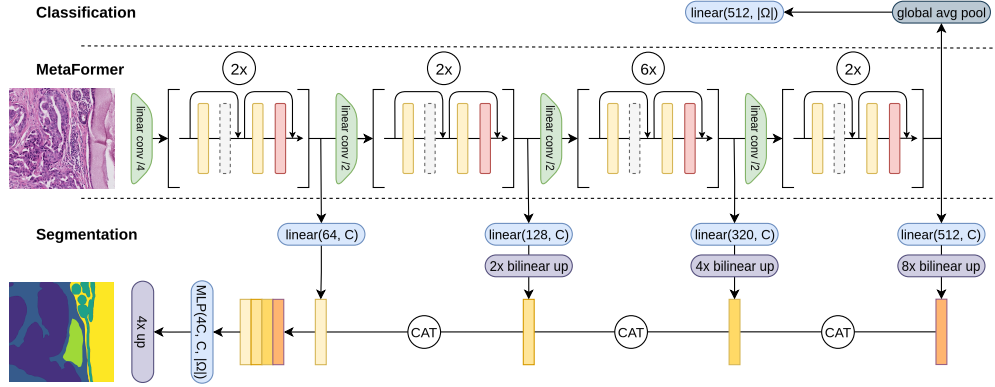 Classification
linear(512, |Ω|)
global avg pool
MetaFormer
2x
2x
6x
2x
linear conv /4
linear conv /2
linear conv /2
linear conv /2
Segmentation
linear(64, C)
linear(128, C)
linear(320, C)
linear(512, C)
2x bilinear up
4x bilinear up
8x bilinear up
4x up
MLP(4C, C, |Ω|)
CAT
CAT
CAT